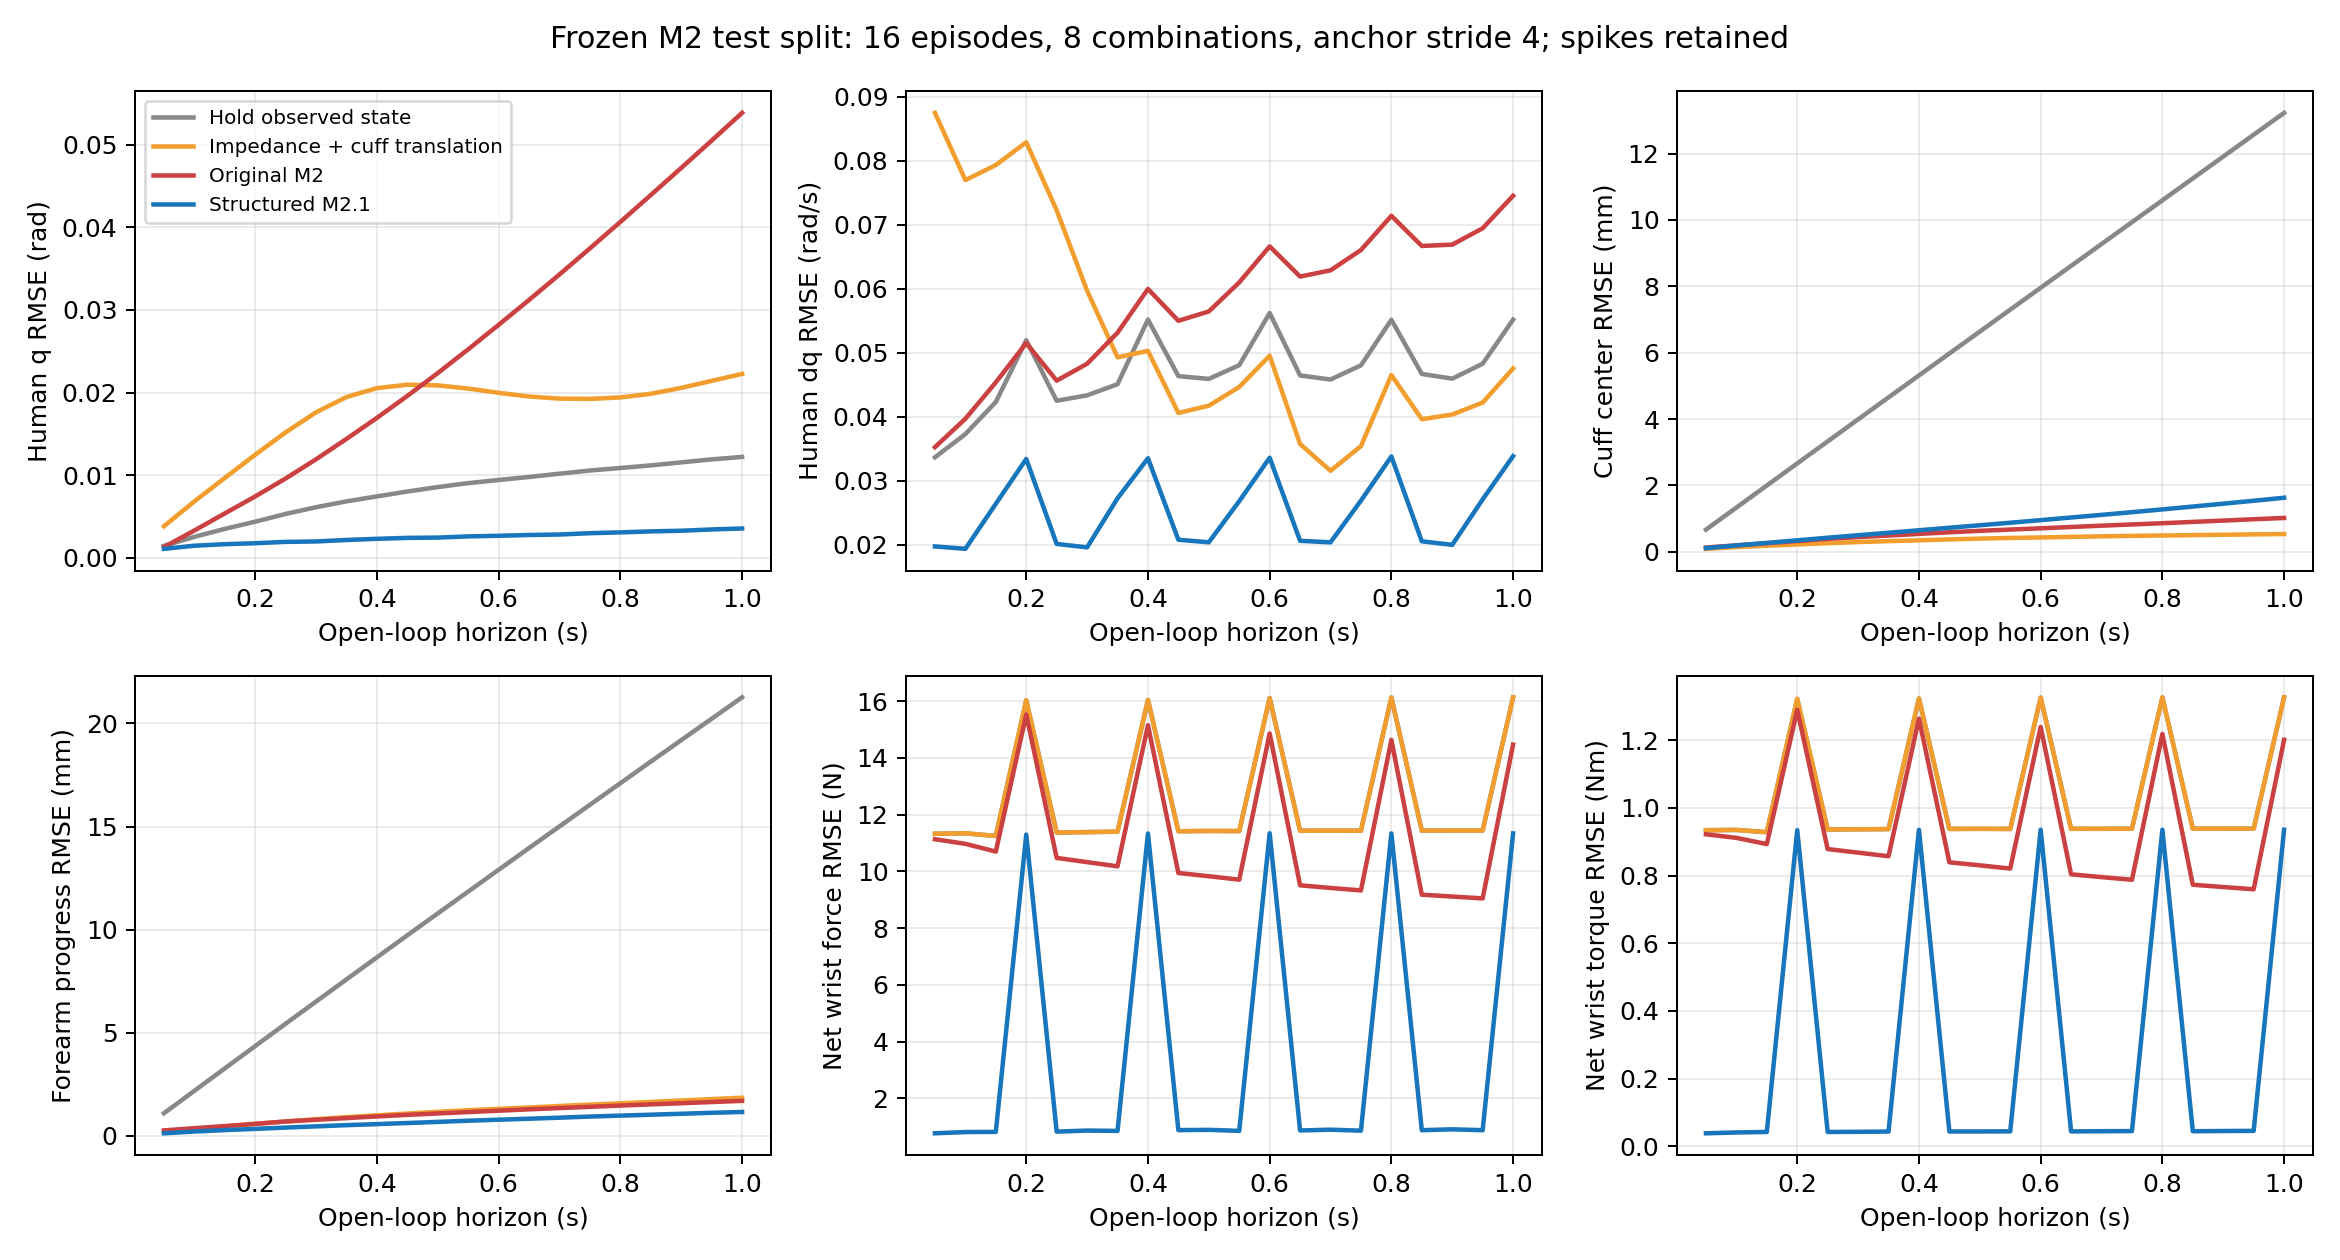 Frozen M2 test split: 16 episodes, 8 combinations, anchor stride 4; spikes retained
Human q RMSE (rad)
0.05
0.04
0.03
0.02
0.01
0.00
Hold observed state
Impedance + cuff translation
Original M2
Structured M2.1
0.2 0.4 0.6 0.8 1.0
Open-loop horizon (s)
Human dq RMSE (rad/s)
0.09
0.08
0.07
0.06
0.05
0.04
0.03
0.02
0.2 0.4 0.6 0.8 1.0
Open-loop horizon (s)
Cuff center RMSE (mm)
12
10
8
6
4
2
0
0.2 0.4 0.6 0.8 1.0
Open-loop horizon (s)
Forearm progress RMSE (mm)
20
15
10
5
0
0.2 0.4 0.6 0.8 1.0
Open-loop horizon (s)
Net wrist force RMSE (N)
16
14
12
10
8
6
4
2
0.2 0.4 0.6 0.8 1.0
Open-loop horizon (s)
Net wrist torque RMSE (Nm)
1.2
1.0
0.8
0.6
0.4
0.2
0.0
0.2 0.4 0.6 0.8 1.0
Open-loop horizon (s)